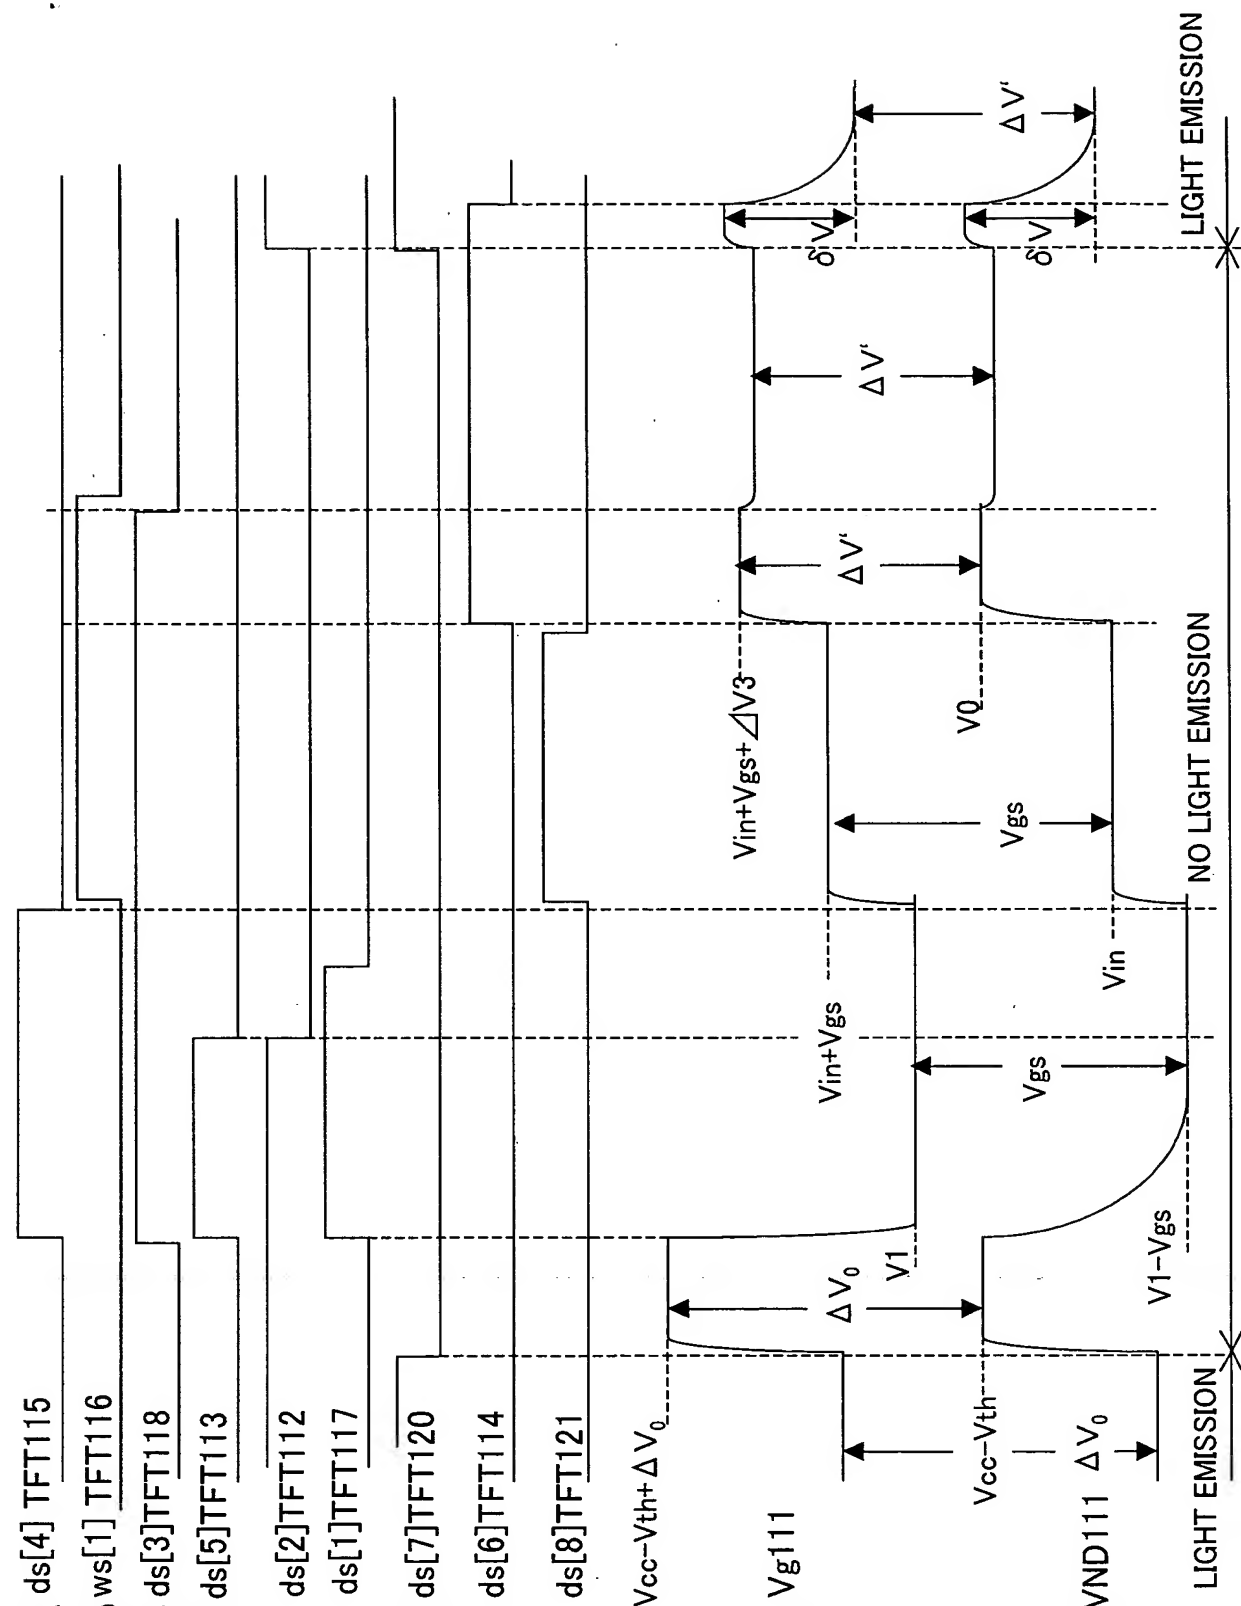 ds[4] TFT115
ws[1] TFT116
ds[3]TFT118
ds[5]TFT113
ds[2]TFT112
ds[1]TFT117
ds[7]TFT120
ds[6]TFT114
ds[8]TFT121
Vcc-Vth+ΔV₀
Vg111
VND111
ΔV₀
Vcc-Vth
ΔV₀
V1
V1-Vgs
Vgs
Vin+Vgs
Vin
Vgs
Vin+Vgs+ΔV3
V0
ΔV'
ΔV'
δV
δV
ΔV'
LIGHT EMISSION
NO LIGHT EMISSION
LIGHT EMISSION